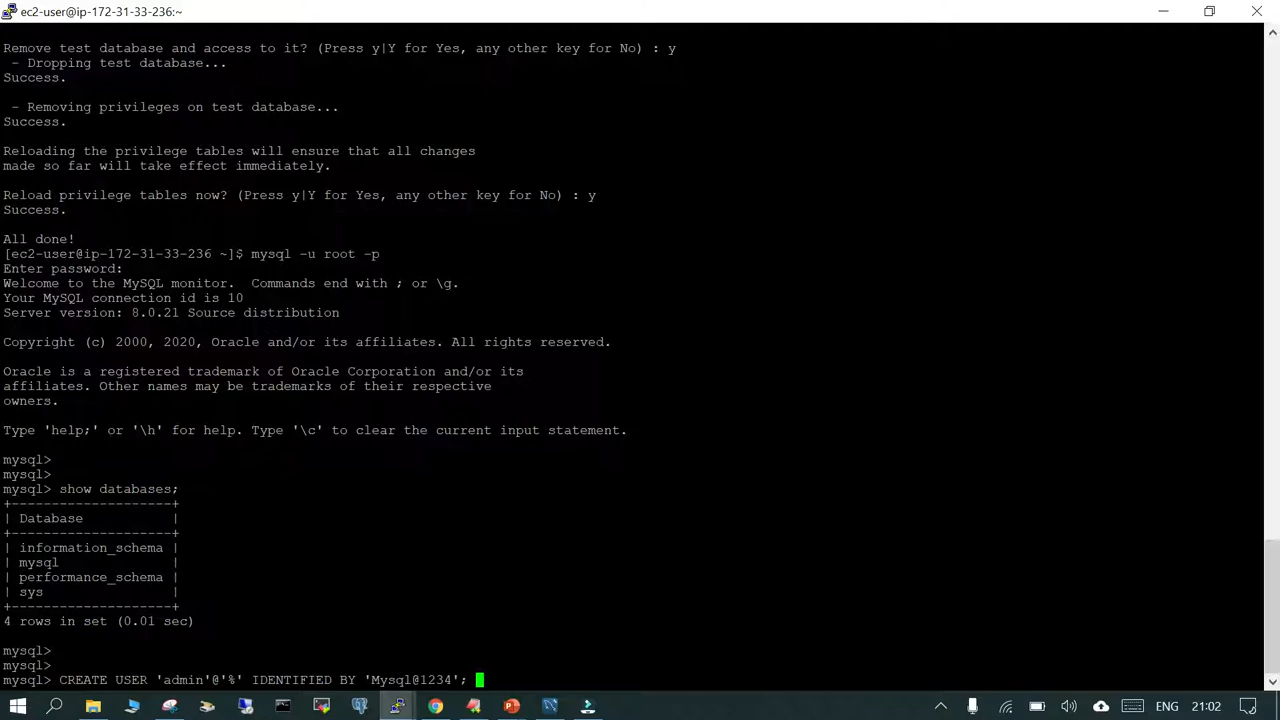 ec2-user@ip-172-31-33-236:~
Remove test database and access to it? (Press y|Y for Yes, any other key for No) : y
 - Dropping test database...
Success.
 - Removing privileges on test database...
Success.
Reloading the privilege tables will ensure that all changes
made so far will take effect immediately.
Reload privilege tables now? (Press y|Y for Yes, any other key for No) : y
Success.
All done!
[ec2-user@ip-172-31-33-236 ~]$ mysql -u root -p
Enter password:
Welcome to the MySQL monitor.  Commands end with ; or \g.
Your MySQL connection id is 10
Server version: 8.0.21 Source distribution
Copyright (c) 2000, 2020, Oracle and/or its affiliates. All rights reserved.
Oracle is a registered trademark of Oracle Corporation and/or its
affiliates. Other names may be trademarks of their respective
owners.
Type 'help;' or '\h' for help. Type '\c' to clear the current input statement.
mysql>
mysql>
mysql> show databases;
+--------------------+
| Database           |
+--------------------+
| information_schema |
| mysql              |
| performance_schema |
| sys                |
+--------------------+
4 rows in set (0.01 sec)
mysql>
mysql>
mysql> CREATE USER 'admin'@'%' IDENTIFIED BY 'Mysql@1234';
ENG 21:02